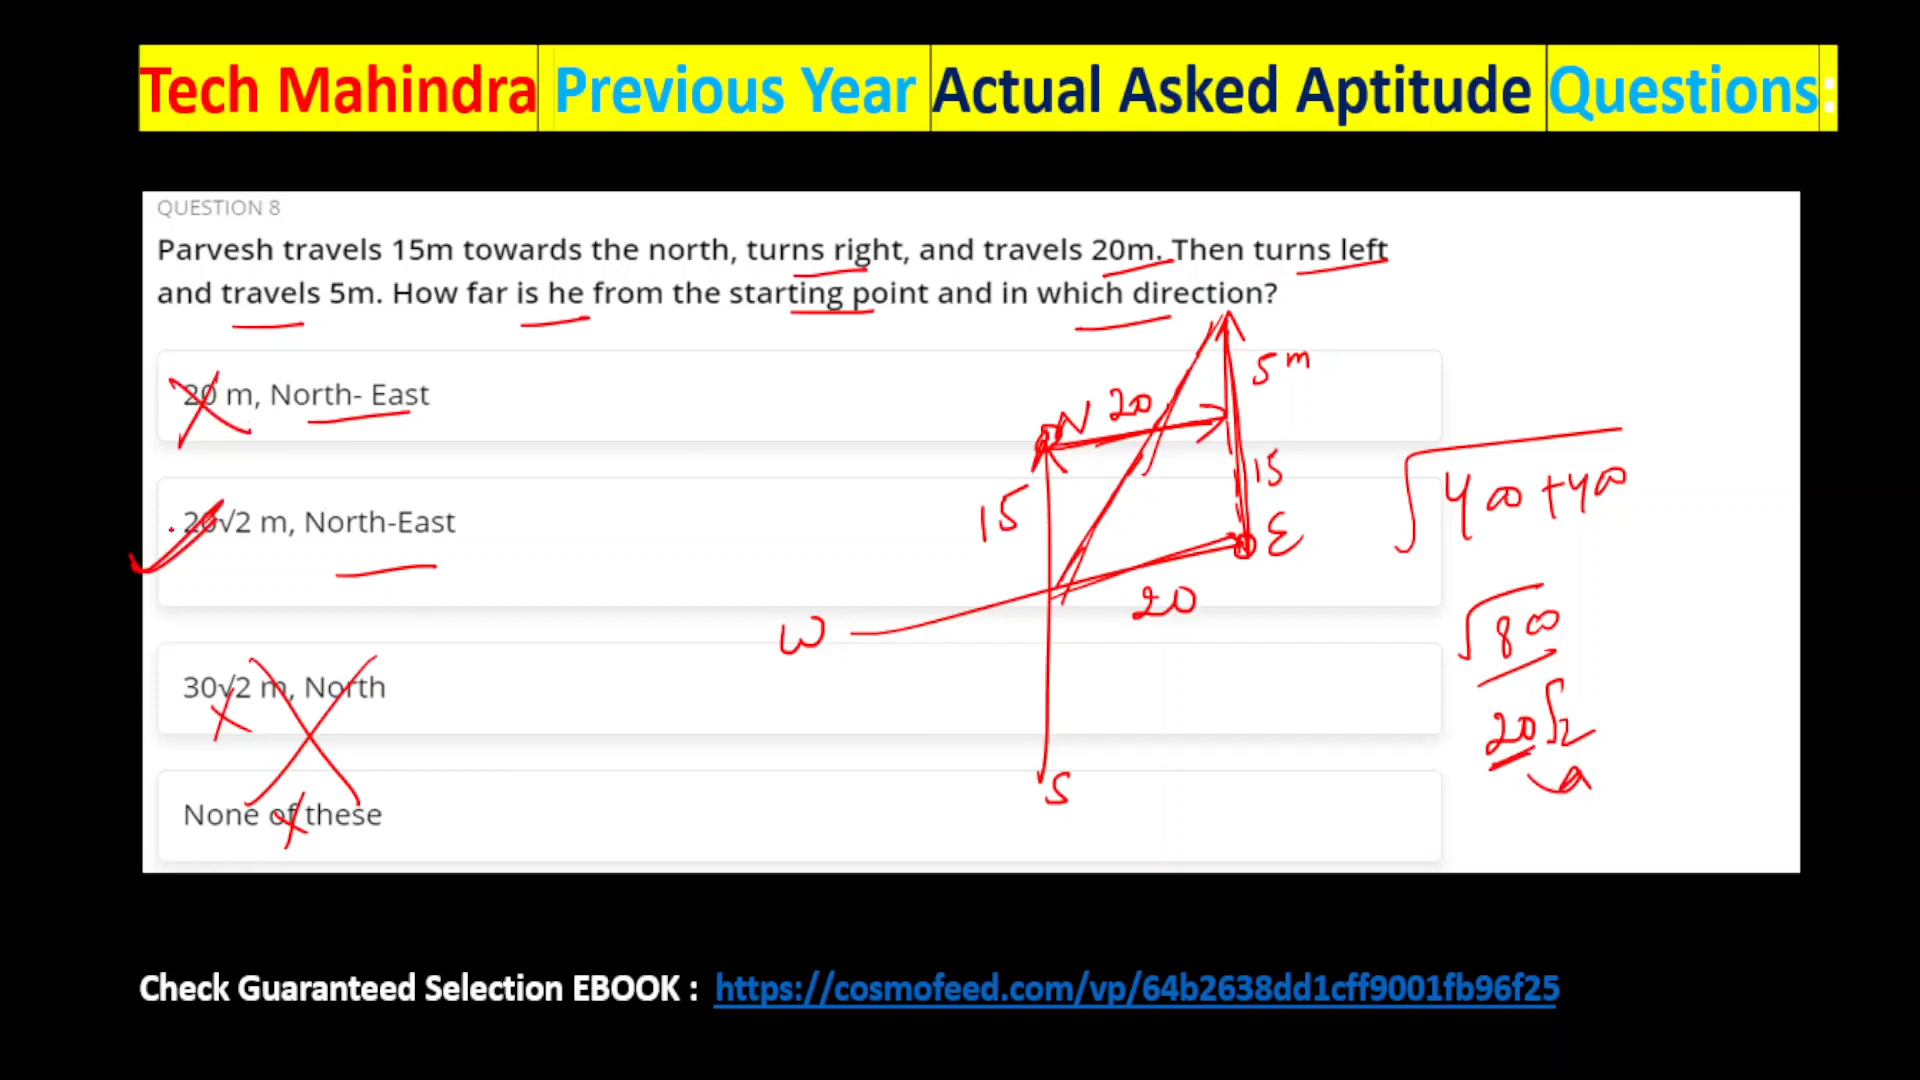 Tech Mahindra Previous Year Actual Asked Aptitude Questions:
QUESTION 8
Parvesh travels 15m towards the north, turns right, and travels 20m. Then turns left
and travels 5m. How far is he from the starting point and in which direction?
20 m, North- East
20√2 m, North-East
30√2 m, North
None of these
N
20
5 m
15
15
E
20
W
S
√400+400
√800
20√2
Check Guaranteed Selection EBOOK : https://cosmofeed.com/vp/64b2638dd1cff9001fb96f25